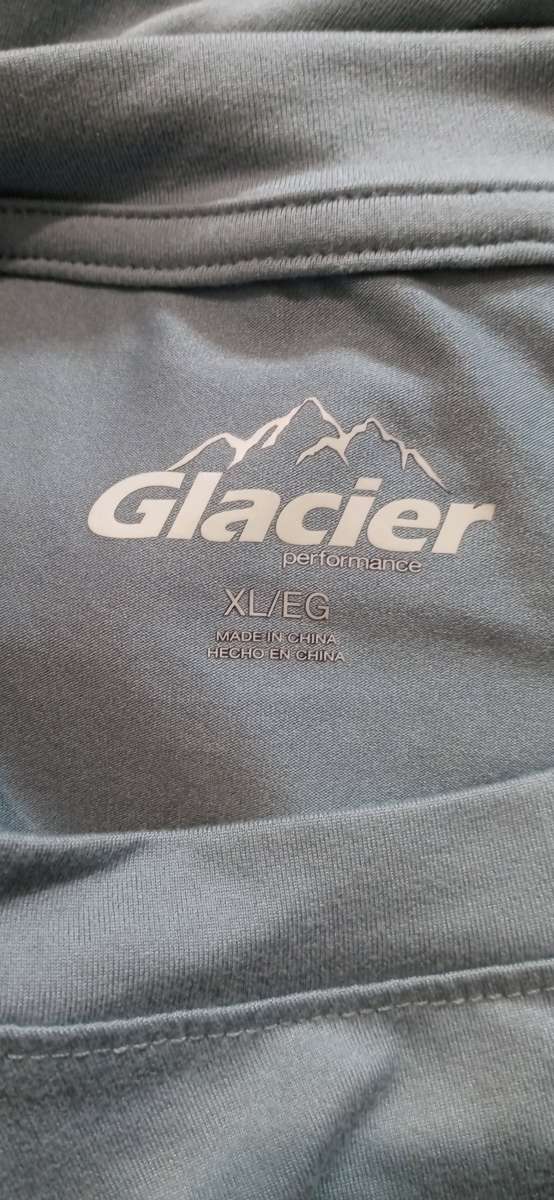 Glacier
performance
XL/EG
MADE IN CHINA
HECHO EN CHINA